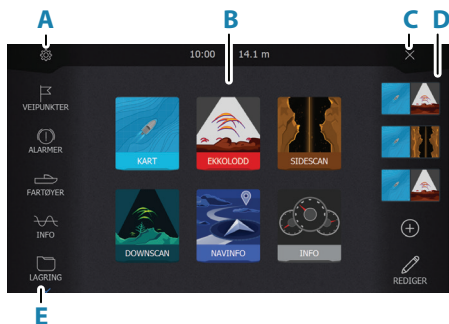 A
B
C
D
10:00
14.1 m
VEIPUNKTER
ALARMER
FARTØYER
INFO
LAGRING
KART
EKKOLODD
SIDESCAN
DOWNSCAN
NAVINFO
INFO
REDIGER
E